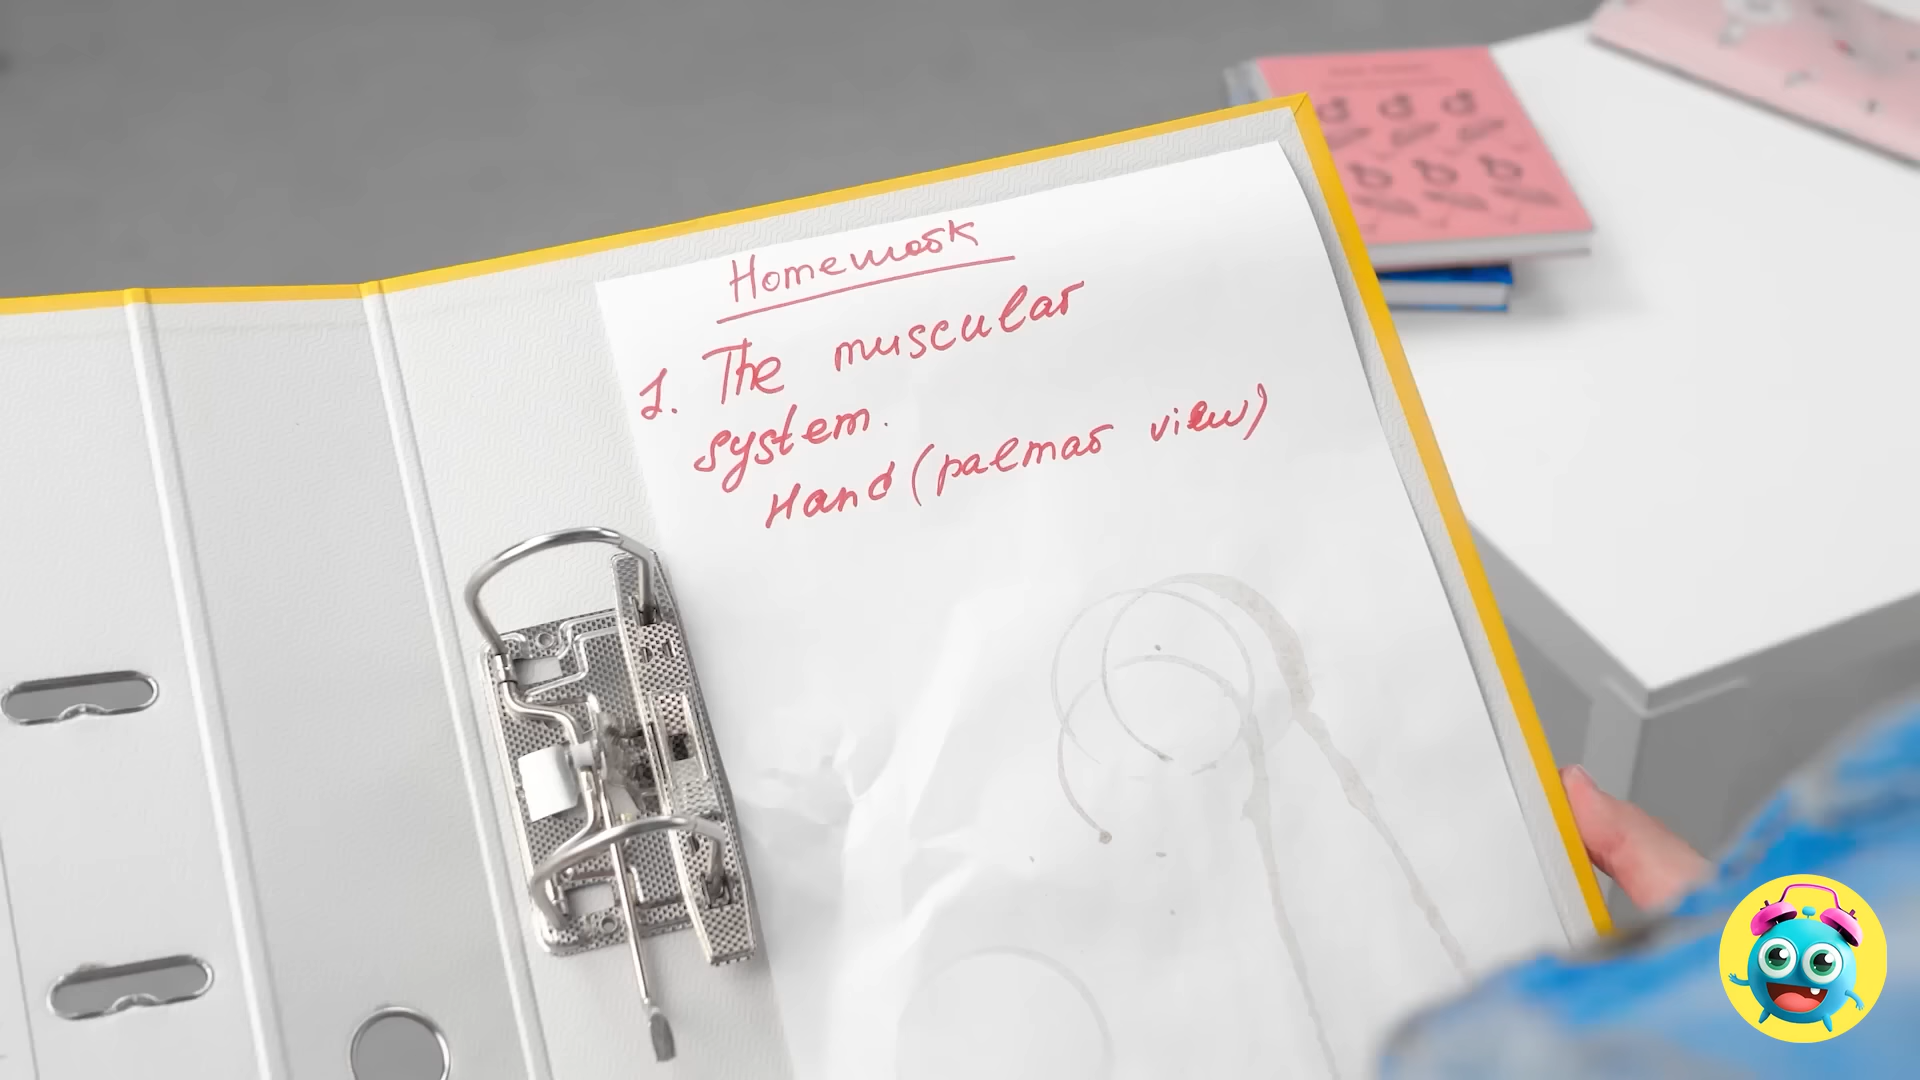 Homework
1. The muscular
system.
Hand (palmar view)